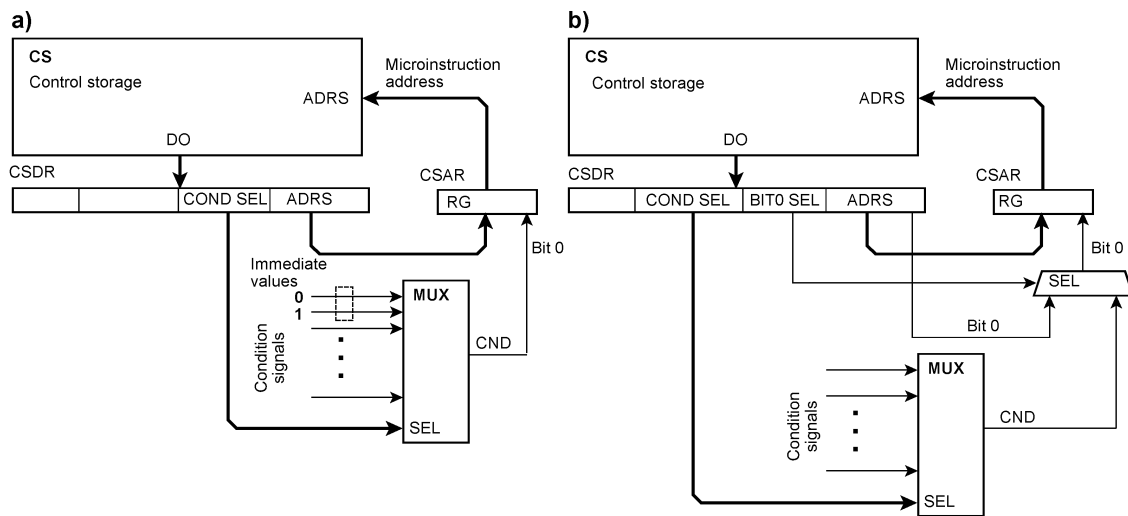 a)
CS
Control storage
ADRS
DO
Microinstruction
address
CSDR
COND SEL
ADRS
CSAR
RG
Bit 0
Immediate
values
0
1
Condition
signals
MUX
CND
SEL
b)
CS
Control storage
ADRS
DO
Microinstruction
address
CSDR
COND SEL
BIT0 SEL
ADRS
CSAR
RG
Bit 0
SEL
Bit 0
MUX
Condition
signals
CND
SEL